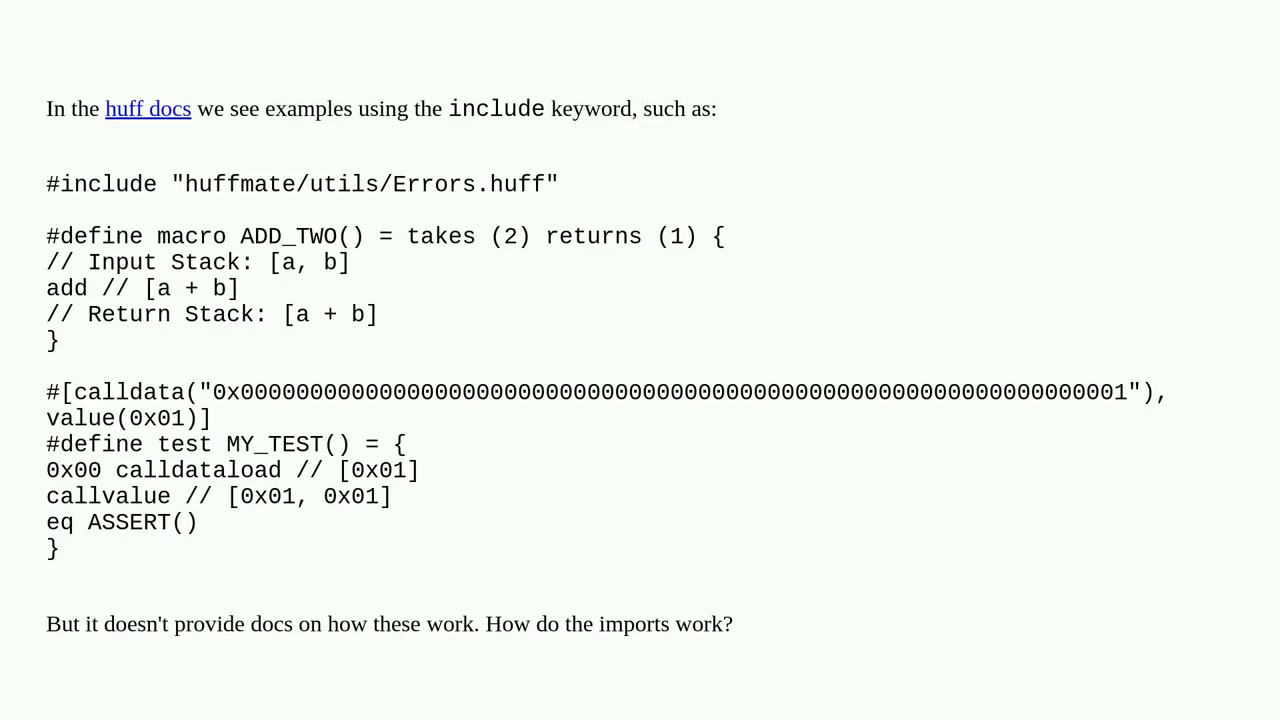 In the huff docs we see examples using the include keyword, such as:
#include "huffmate/utils/Errors.huff"
#define macro ADD_TWO() = takes (2) returns (1) {
// Input Stack: [a, b]
add // [a + b]
// Return Stack: [a + b]
}
#[calldata("0x0000000000000000000000000000000000000000000000000000000000000001"),
value(0x01)]
#define test MY_TEST() = {
0x00 calldataload // [0x01]
callvalue // [0x01, 0x01]
eq ASSERT()
}
But it doesn't provide docs on how these work. How do the imports work?